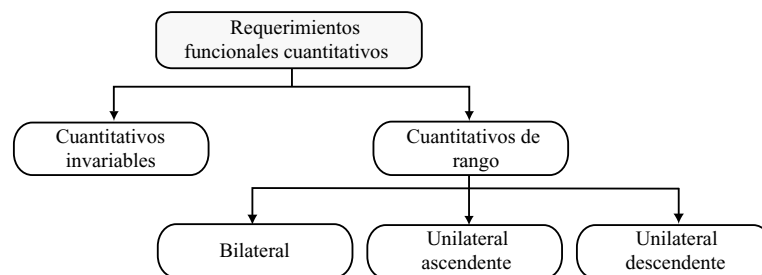 Requerimientos
funcionales cuantitativos
Cuantitativos
invariables
Cuantitativos de
rango
Bilateral
Unilateral
ascendente
Unilateral
descendente